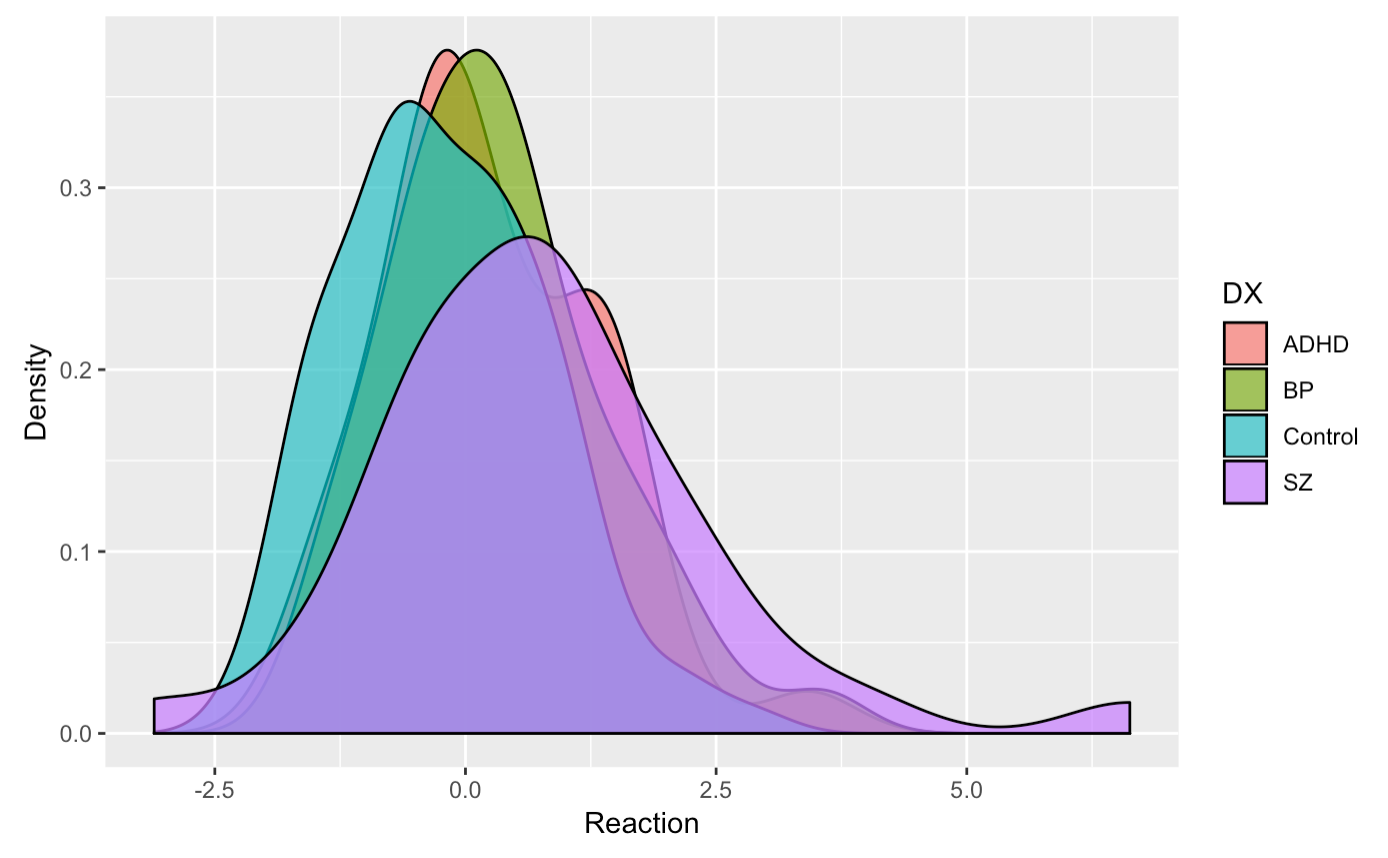 0.3
0.2
0.1
0.0
Density
-2.5
0.0
2.5
5.0
Reaction
DX
ADHD
BP
Control
SZ